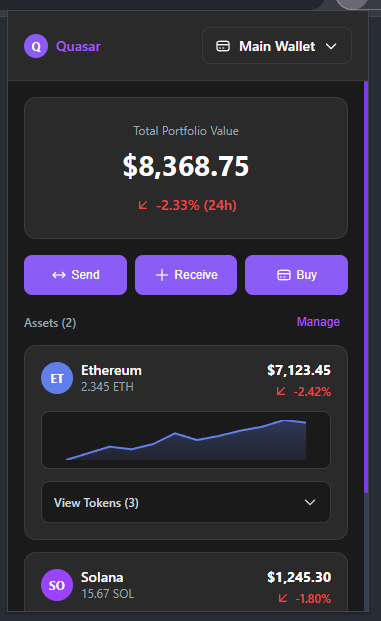 Q Quasar Main Wallet
Total Portfolio Value
$8,368.75
-2.33% (24h)
Send Receive Buy
Assets (2) Manage
ET Ethereum $7,123.45
2.345 ETH -2.42%
View Tokens (3)
SO Solana $1,245.30
15.67 SOL -1.80%